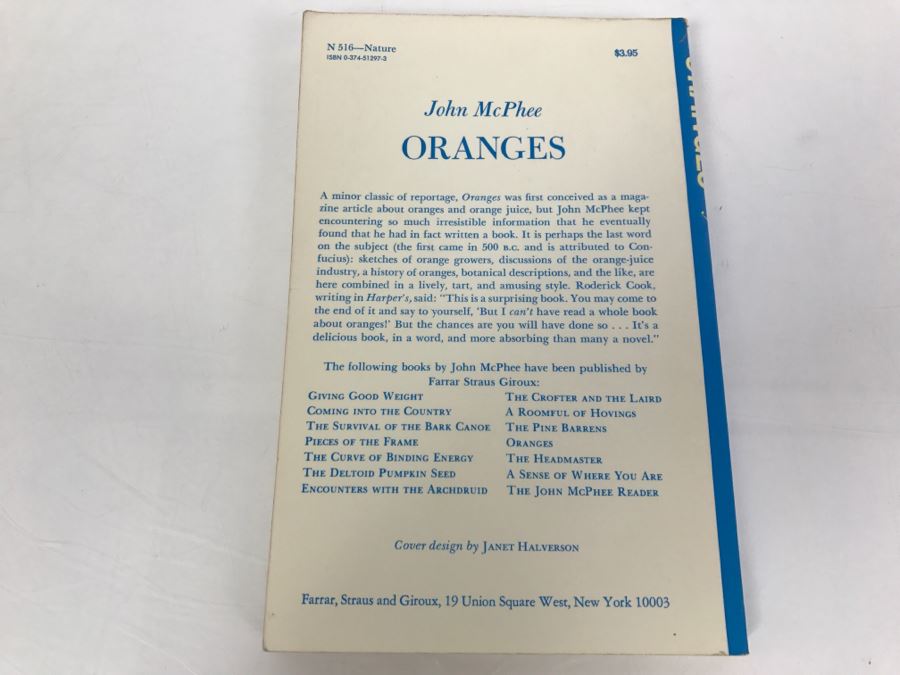 N 516—Nature
ISBN 0-374-51297-3
$3.95
John McPhee
ORANGES
A minor classic of reportage, Oranges was first conceived as a maga-
zine article about oranges and orange juice, but John McPhee kept
encountering so much irresistible information that he eventually
found that he had in fact written a book. It is perhaps the last word
on the subject (the first came in 500 B.C. and is attributed to Con-
fucius): sketches of orange growers, discussions of the orange-juice
industry, a history of oranges, botanical descriptions, and the like, are
here combined in a lively, tart, and amusing style. Roderick Cook,
writing in Harper's, said: "This is a surprising book. You may come to
the end of it and say to yourself, 'But I can't have read a whole book
about oranges!' But the chances are you will have done so . . . It's a
delicious book, in a word, and more absorbing than many a novel."
The following books by John McPhee have been published by
Farrar Straus Giroux:
GIVING GOOD WEIGHT
COMING INTO THE COUNTRY
THE SURVIVAL OF THE BARK CANOE
PIECES OF THE FRAME
THE CURVE OF BINDING ENERGY
THE DELTOID PUMPKIN SEED
ENCOUNTERS WITH THE ARCHDRUID
THE CROFTER AND THE LAIRD
A ROOMFUL OF HOVINGS
THE PINE BARRENS
ORANGES
THE HEADMASTER
A SENSE OF WHERE YOU ARE
THE JOHN MCPHEE READER
Cover design by JANET HALVERSON
Farrar, Straus and Giroux, 19 Union Square West, New York 10003
ORANGES